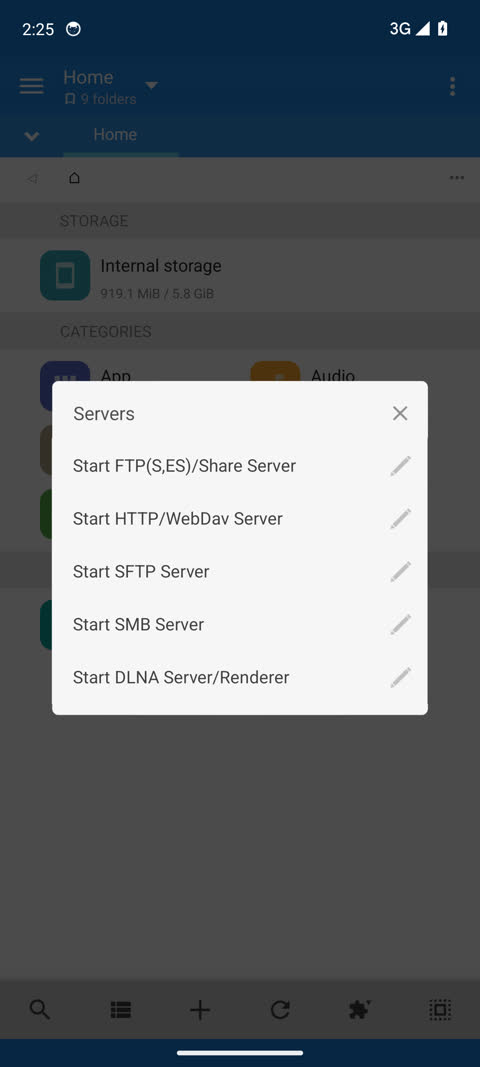 2:25
3G
Home
9 folders
Home
STORAGE
Internal storage
919.1 MiB / 5.8 GiB
CATEGORIES
App
Audio
Servers
Start FTP(S,ES)/Share Server
Start HTTP/WebDav Server
Start SFTP Server
Start SMB Server
Start DLNA Server/Renderer